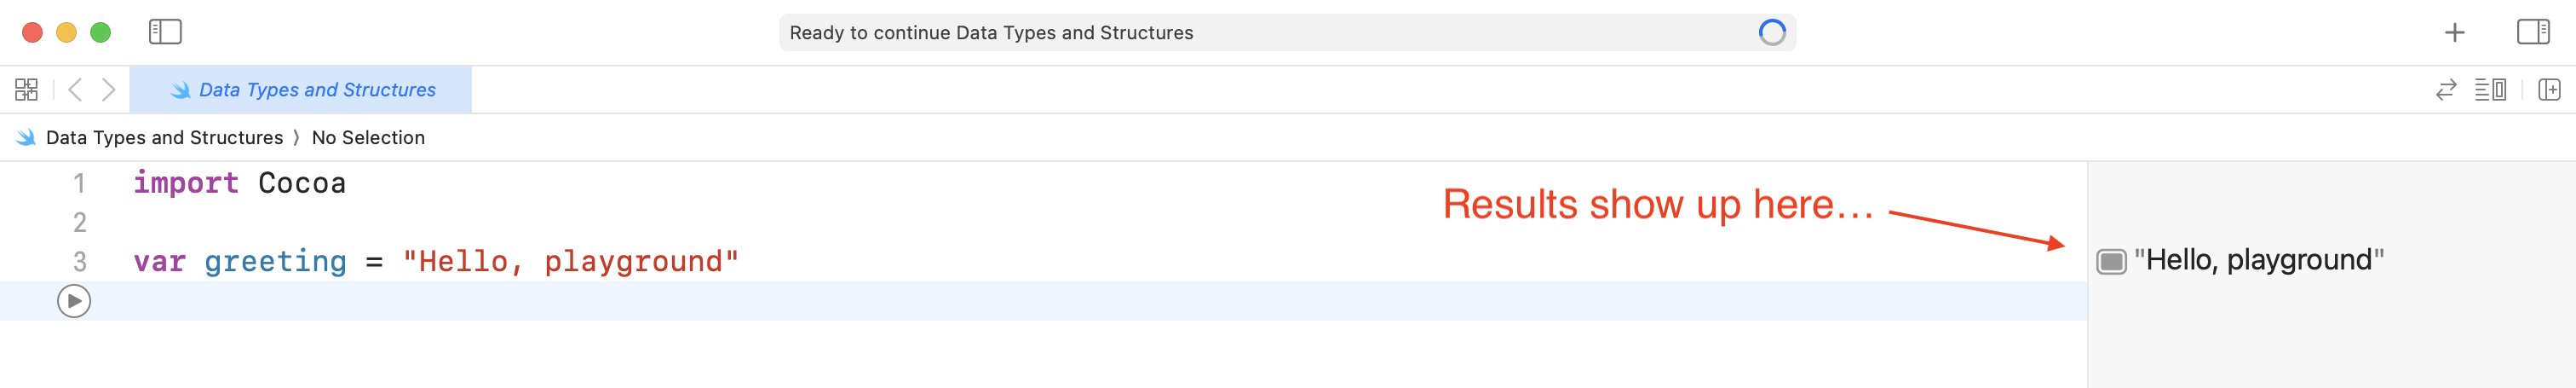 Ready to continue Data Types and Structures
Data Types and Structures
Data Types and Structures ⟩ No Selection
1 import Cocoa
2
3 var greeting = "Hello, playground"
Results show up here...
"Hello, playground"